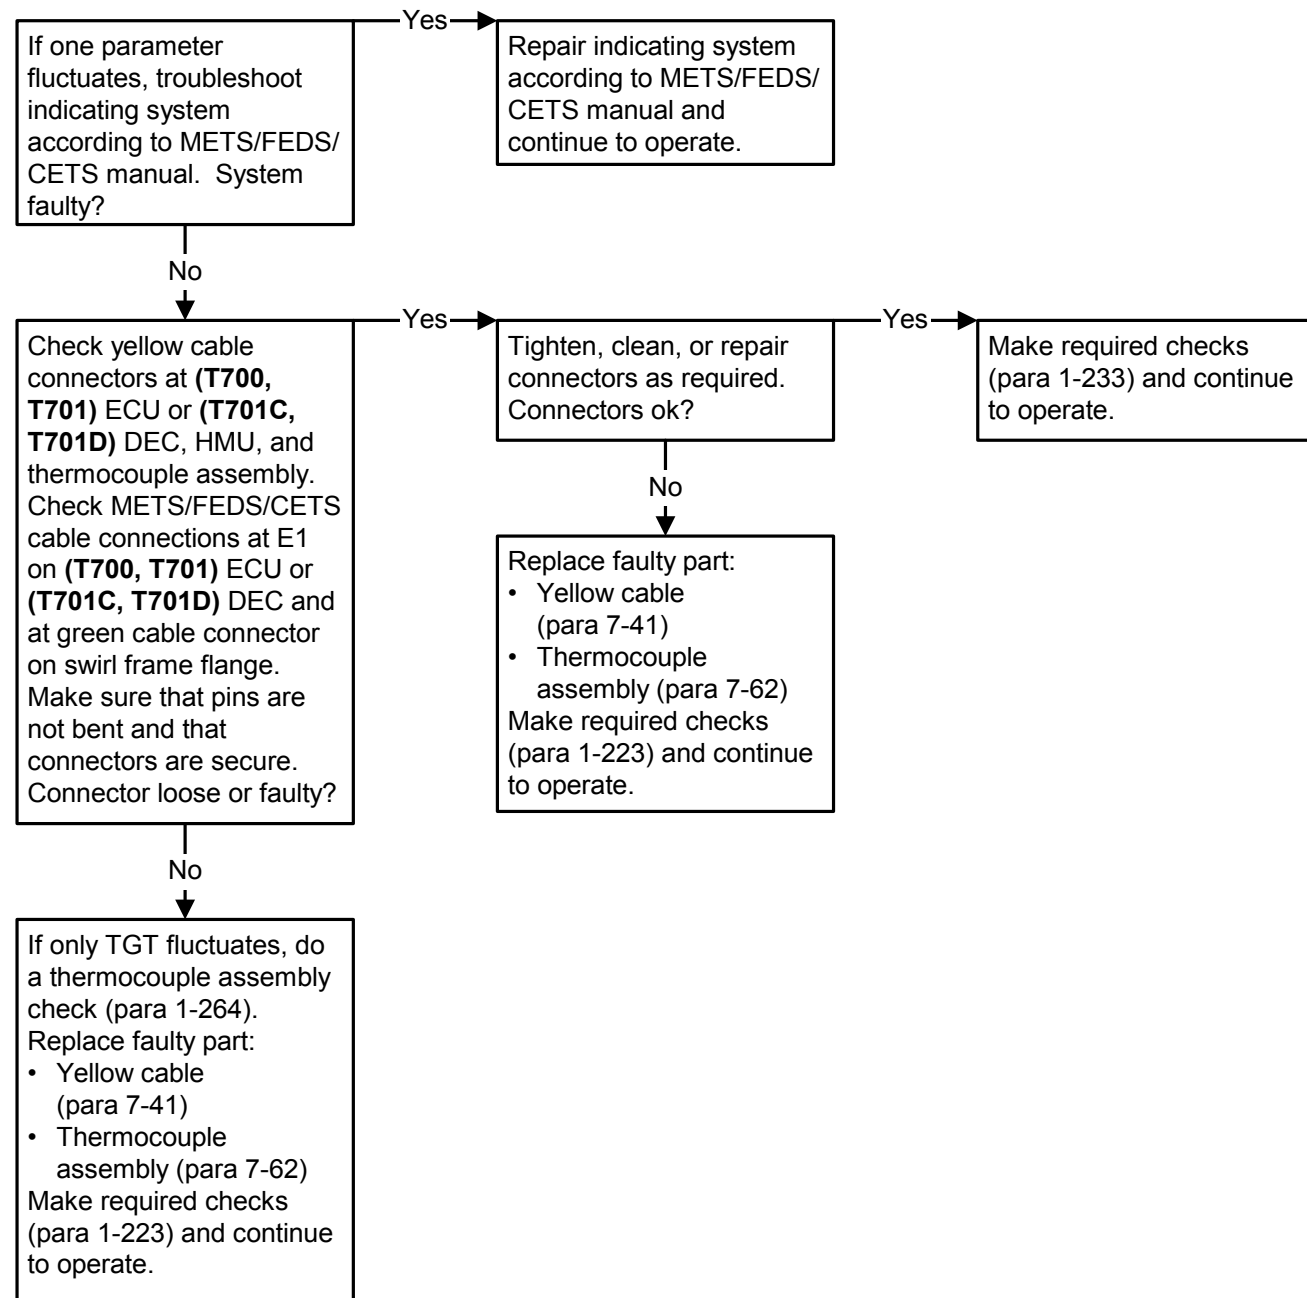 If one parameter
fluctuates, troubleshoot
indicating system
according to METS/FEDS/
CETS manual.  System
faulty?
Yes
Repair indicating system
according to METS/FEDS/
CETS manual and
continue to operate.
No
Check yellow cable
connectors at (T700,
T701) ECU or (T701C,
T701D) DEC, HMU, and
thermocouple assembly.
Check METS/FEDS/CETS
cable connections at E1
on (T700, T701) ECU or
(T701C, T701D) DEC and
at green cable connector
on swirl frame flange.
Make sure that pins are
not bent and that
connectors are secure.
Connector loose or faulty?
Yes
Tighten, clean, or repair
connectors as required.
Connectors ok?
Yes
Make required checks
(para 1-233) and continue
to operate.
No
Replace faulty part:
• Yellow cable
(para 7-41)
• Thermocouple
assembly (para 7-62)
Make required checks
(para 1-223) and continue
to operate.
No
If only TGT fluctuates, do
a thermocouple assembly
check (para 1-264).
Replace faulty part:
• Yellow cable
(para 7-41)
• Thermocouple
assembly (para 7-62)
Make required checks
(para 1-223) and continue
to operate.